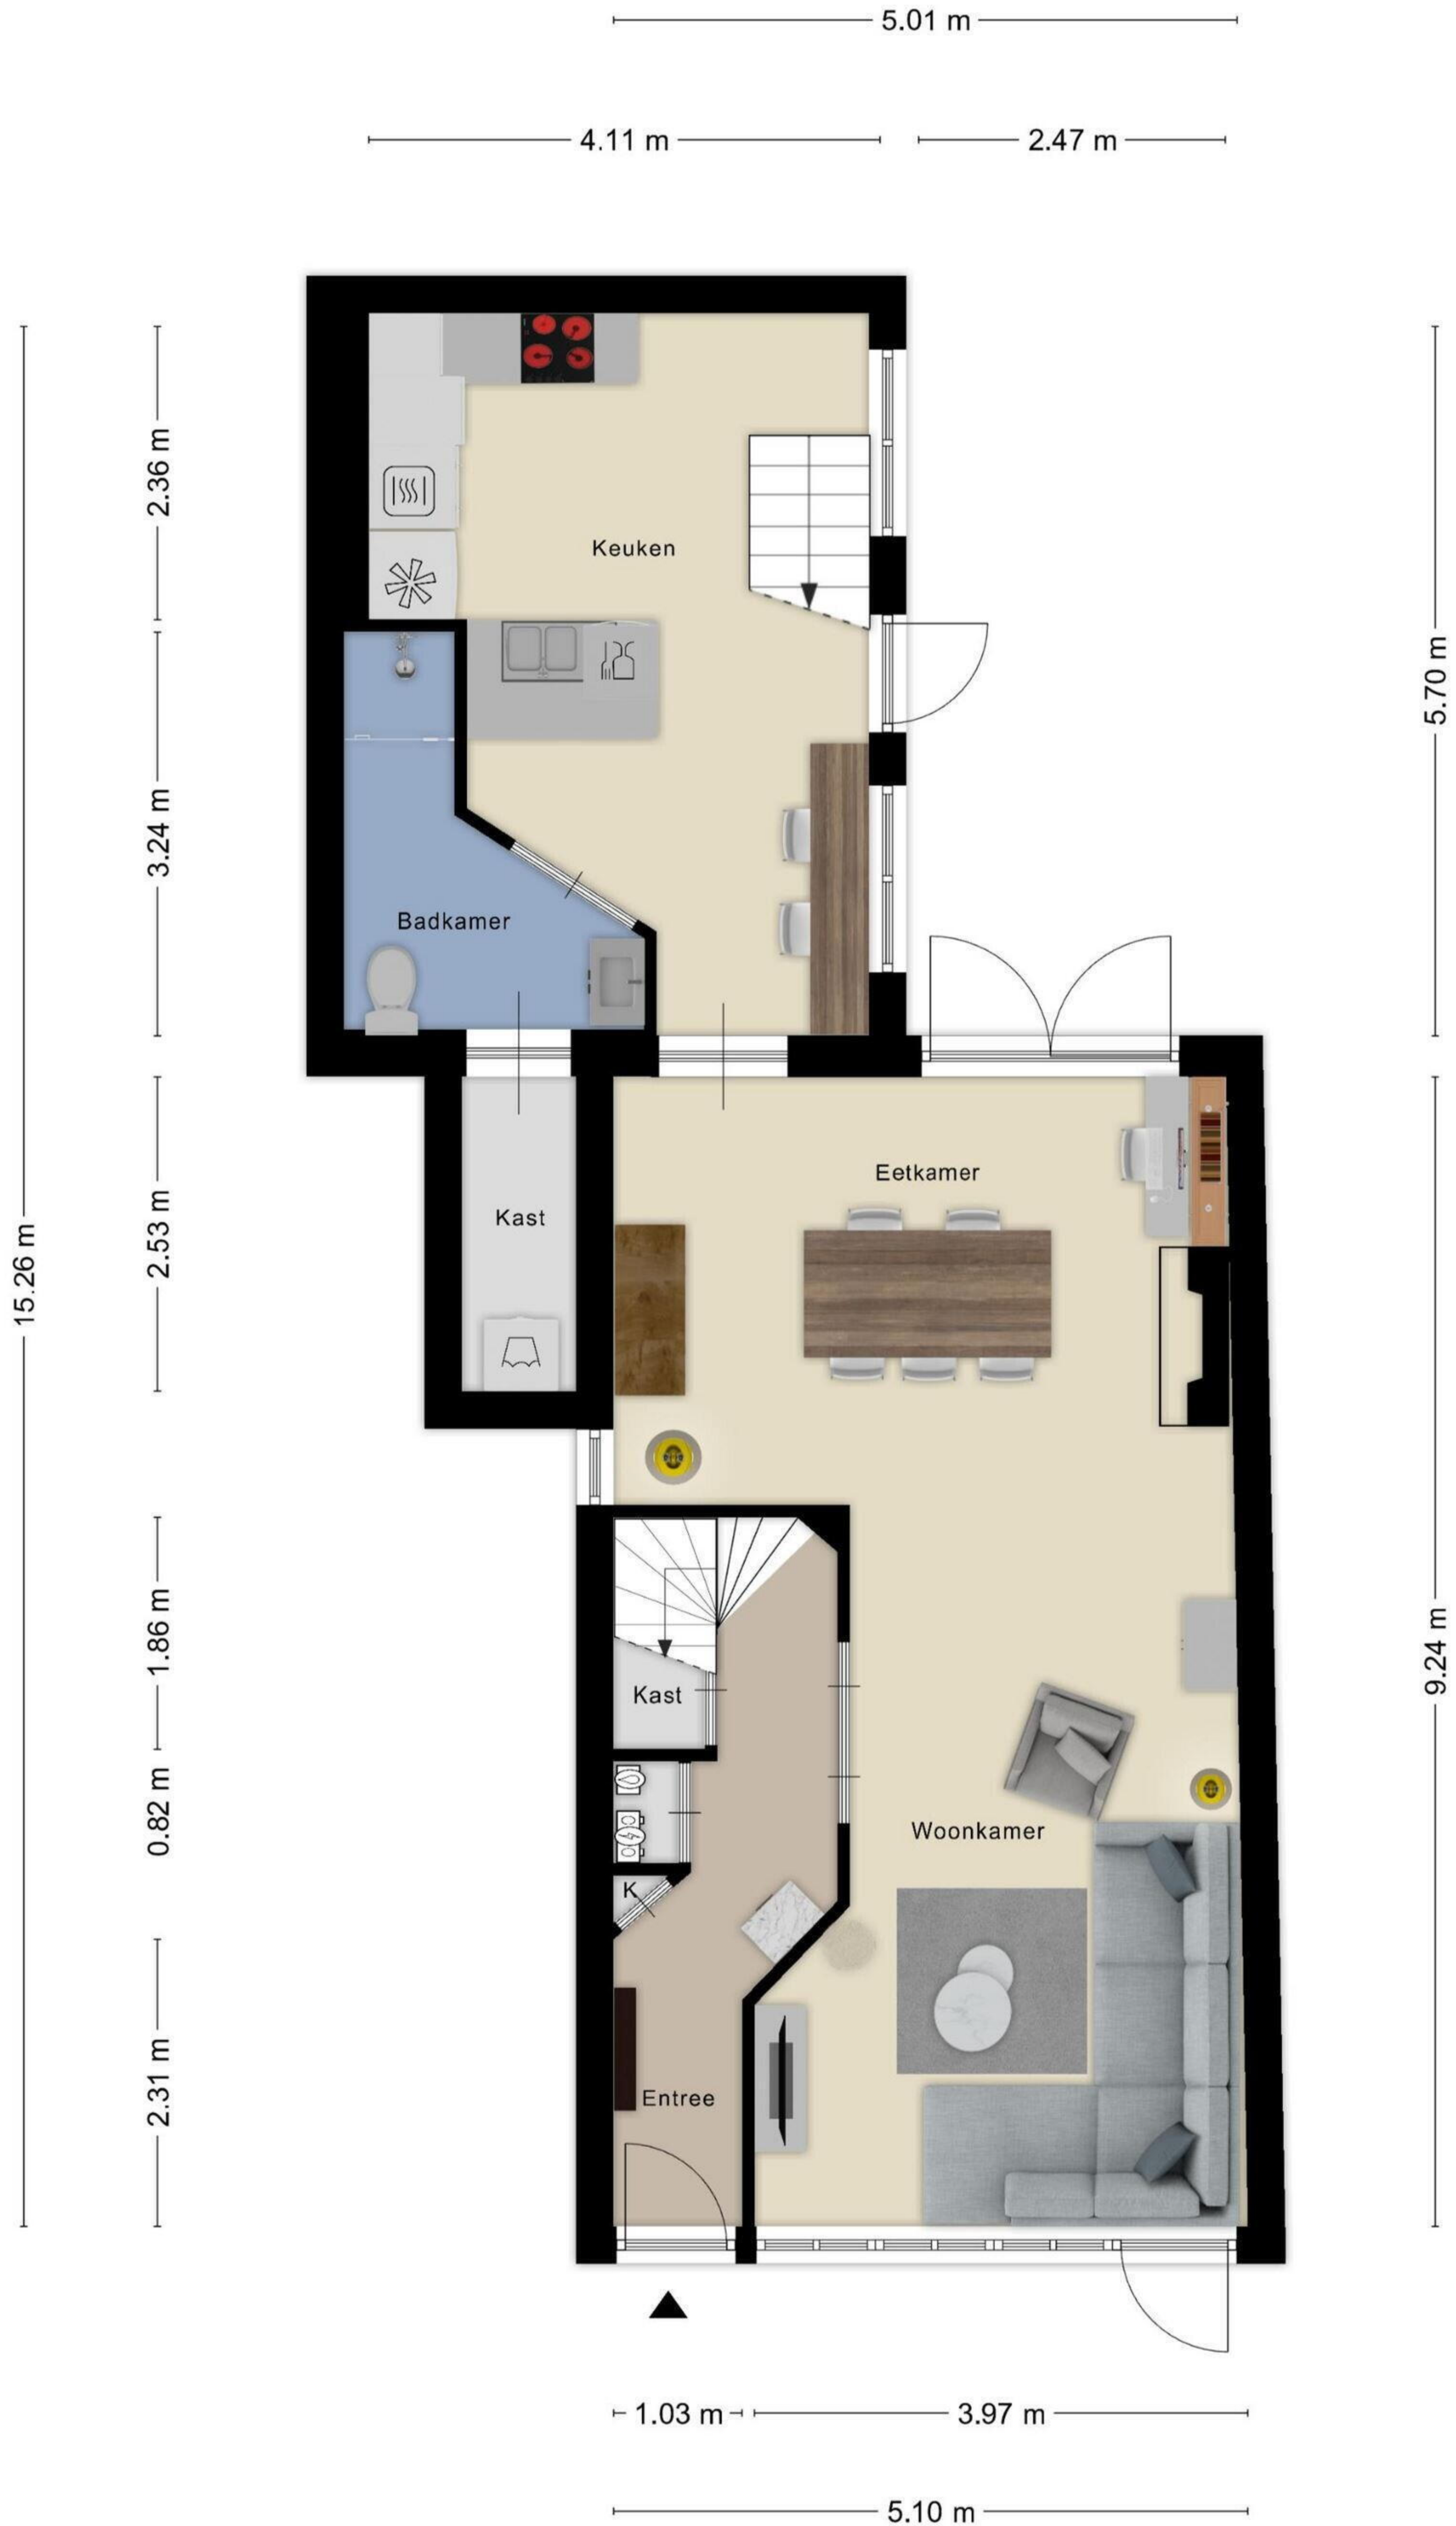 5.01 m
4.11 m
2.47 m
2.36 m
Keuken
5.70 m
3.24 m
Badkamer
Eetkamer
Kast
2.53 m
15.26 m
1.86 m
9.24 m
Kast
0.82 m
Woonkamer
K
2.31 m
Entree
1.03 m
3.97 m
5.10 m